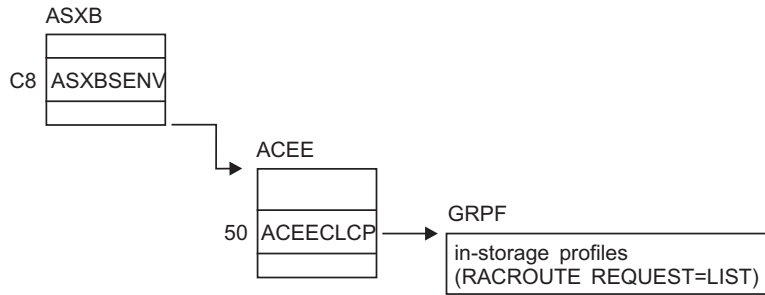 ASXB
C8 ASXBSENV
ACEE
50 ACEECLCP
GRPF
in-storage profiles
(RACROUTE REQUEST=LIST)